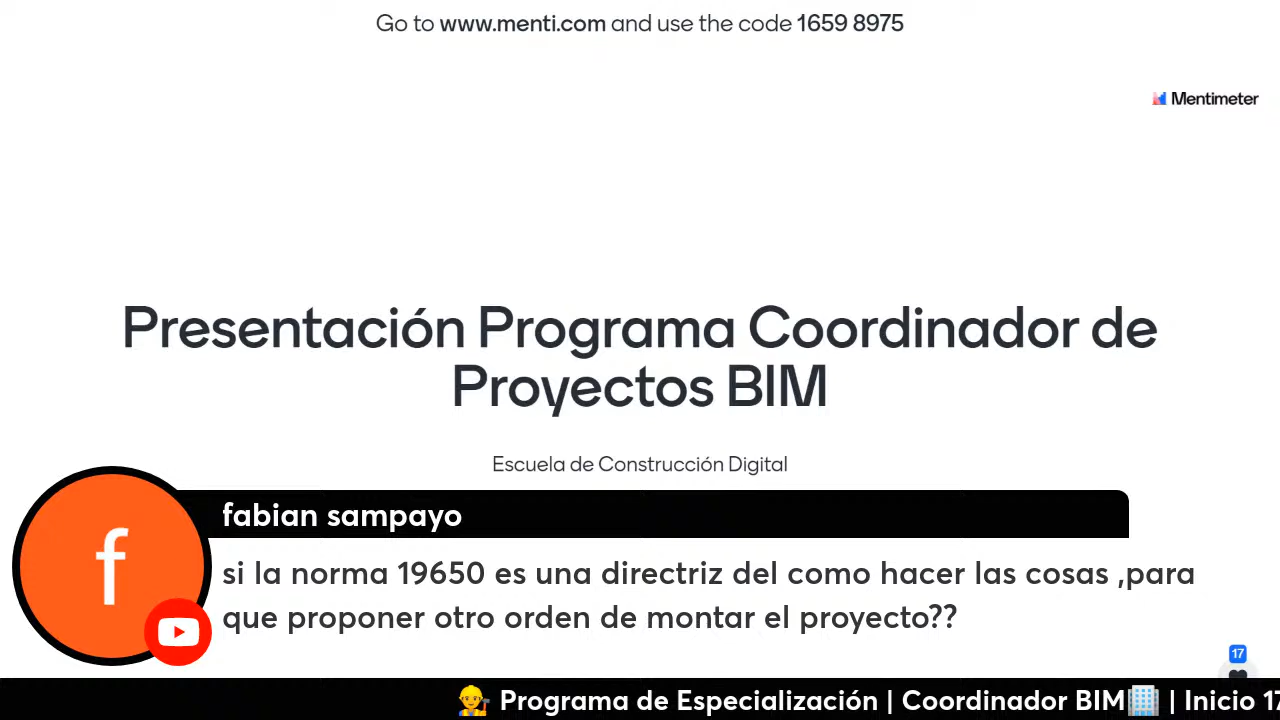 Go to www.menti.com and use the code 1659 8975
Mentimeter
Presentación Programa Coordinador de
Proyectos BIM
Escuela de Construcción Digital
f
fabian sampayo
si la norma 19650 es una directriz del como hacer las cosas ,para
que proponer otro orden de montar el proyecto??
17
👷 Programa de Especialización | Coordinador BIM🏢 | Inicio 17